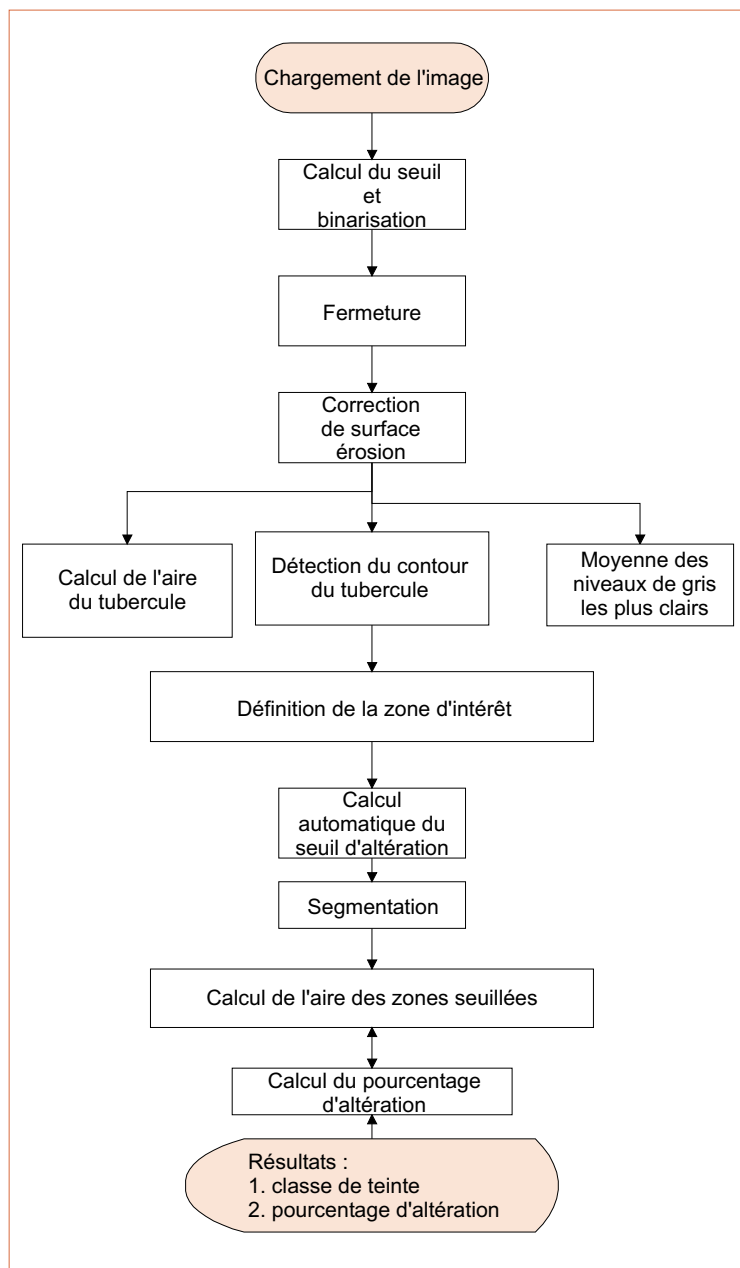 Chargement de l'image
Calcul du seuil
et
binarisation
Fermeture
Correction
de surface
érosion
Calcul de l'aire
du tubercule
Détection du contour
du tubercule
Moyenne des
niveaux de gris
les plus clairs
Définition de la zone d'intérêt
Calcul
automatique du
seuil d'altération
Segmentation
Calcul de l'aire des zones seuillées
Calcul du pourcentage
d'altération
Résultats :
1. classe de teinte
2. pourcentage d'altération